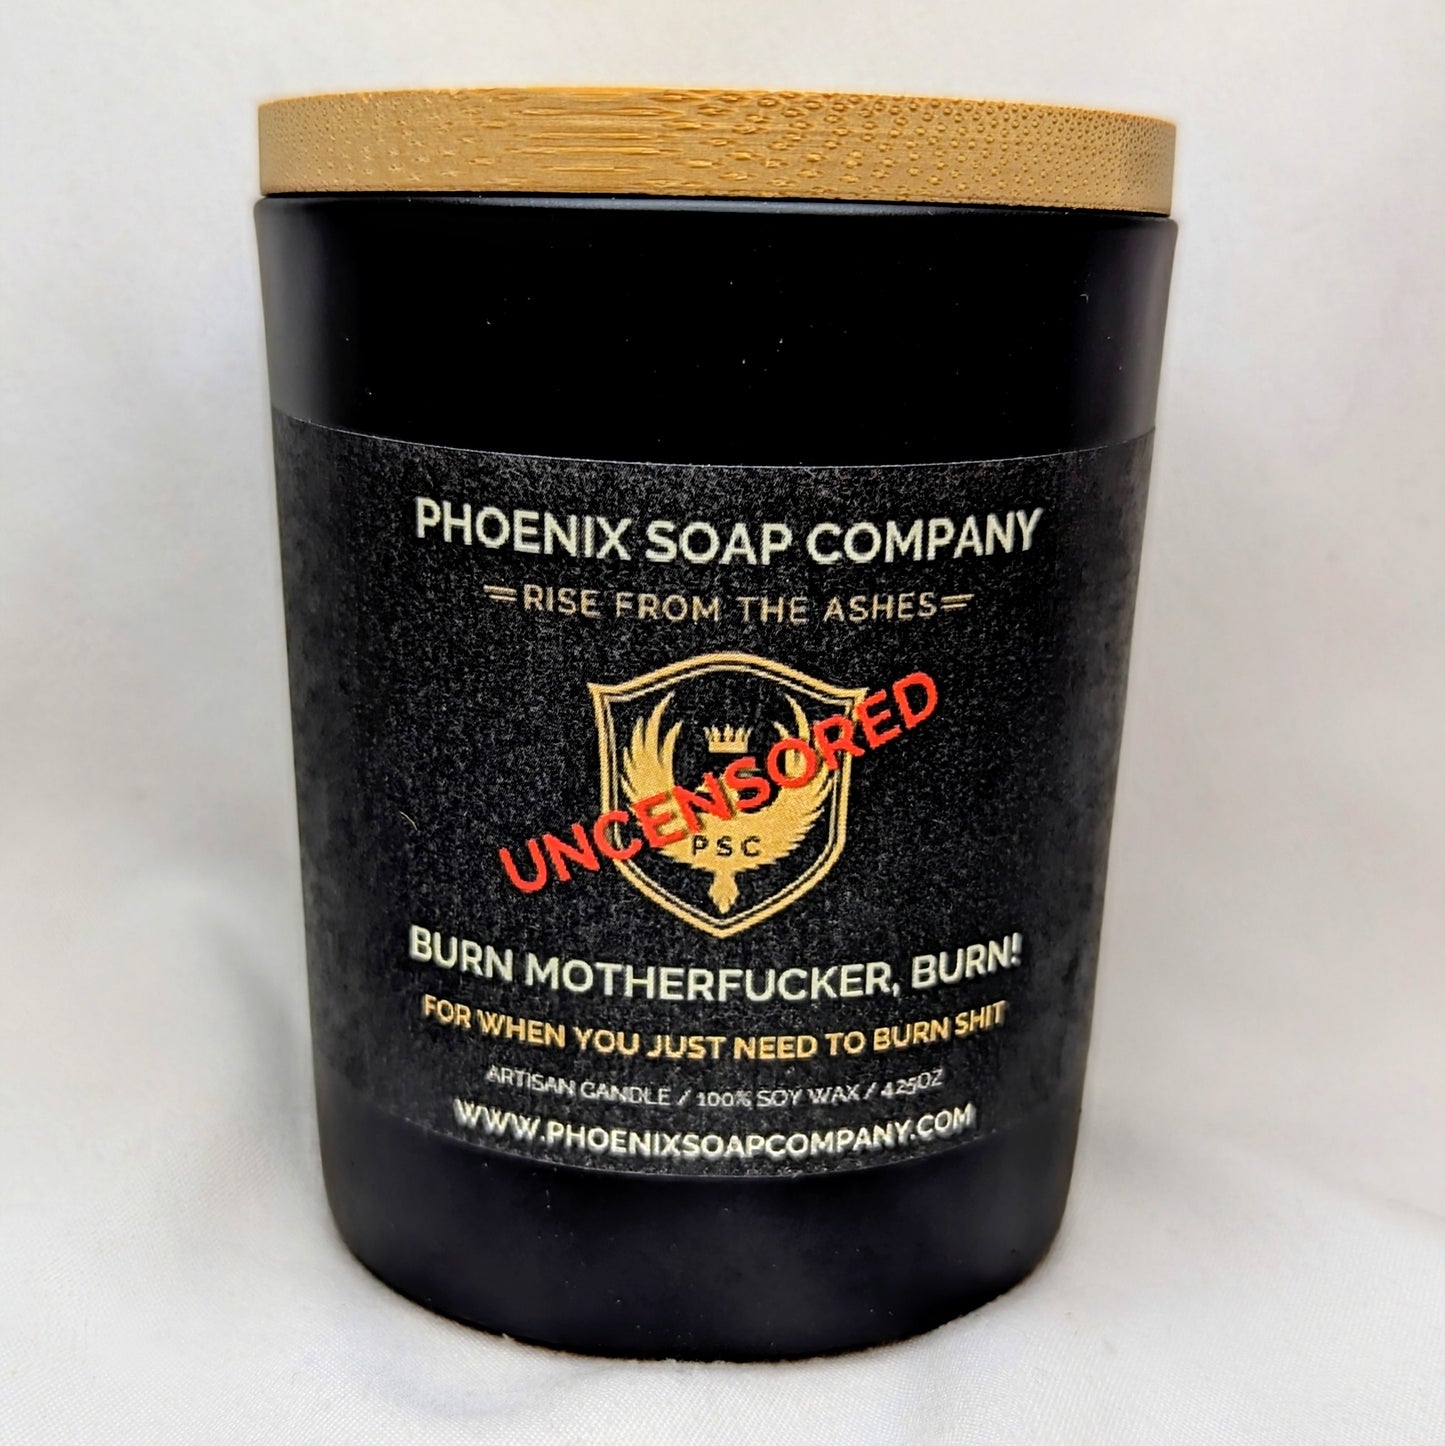 PHOENIX SOAP COMPANY
RISE FROM THE ASHES
UNCENSORED
PSC
BURN MOTHERFUCKER, BURN!
FOR WHEN YOU JUST NEED TO BURN SHIT
ARTISAN CANDLE / 100% SOY WAX / 4.25OZ
WWW.PHOENIXSOAPCOMPANY.COM